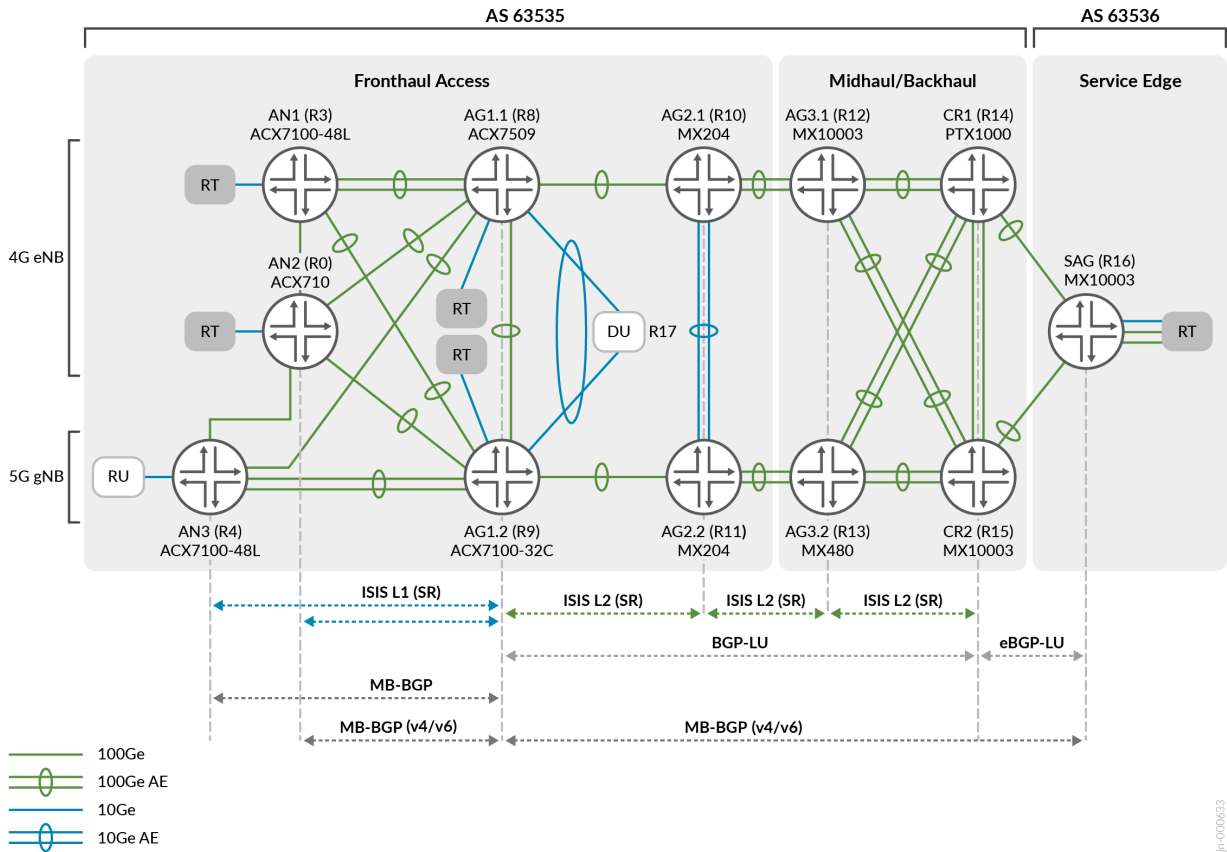 AS 63535
AS 63536
Fronthaul Access
Midhaul/Backhaul
Service Edge
AN1 (R3)
ACX7100-48L
AG1.1 (R8)
ACX7509
AG2.1 (R10)
MX204
AG3.1 (R12)
MX10003
CR1 (R14)
PTX1000
RT
4G eNB
AN2 (R0)
ACX710
SAG (R16)
MX10003
RT
RT
RT
DU
R17
RT
5G gNB
RU
AN3 (R4)
ACX7100-48L
AG1.2 (R9)
ACX7100-32C
AG2.2 (R11)
MX204
AG3.2 (R13)
MX480
CR2 (R15)
MX10003
ISIS L1 (SR)
ISIS L2 (SR)
ISIS L2 (SR)
ISIS L2 (SR)
BGP-LU
eBGP-LU
MB-BGP
MB-BGP (v4/v6)
MB-BGP (v4/v6)
100Ge
100Ge AE
10Ge
10Ge AE
jn-000633